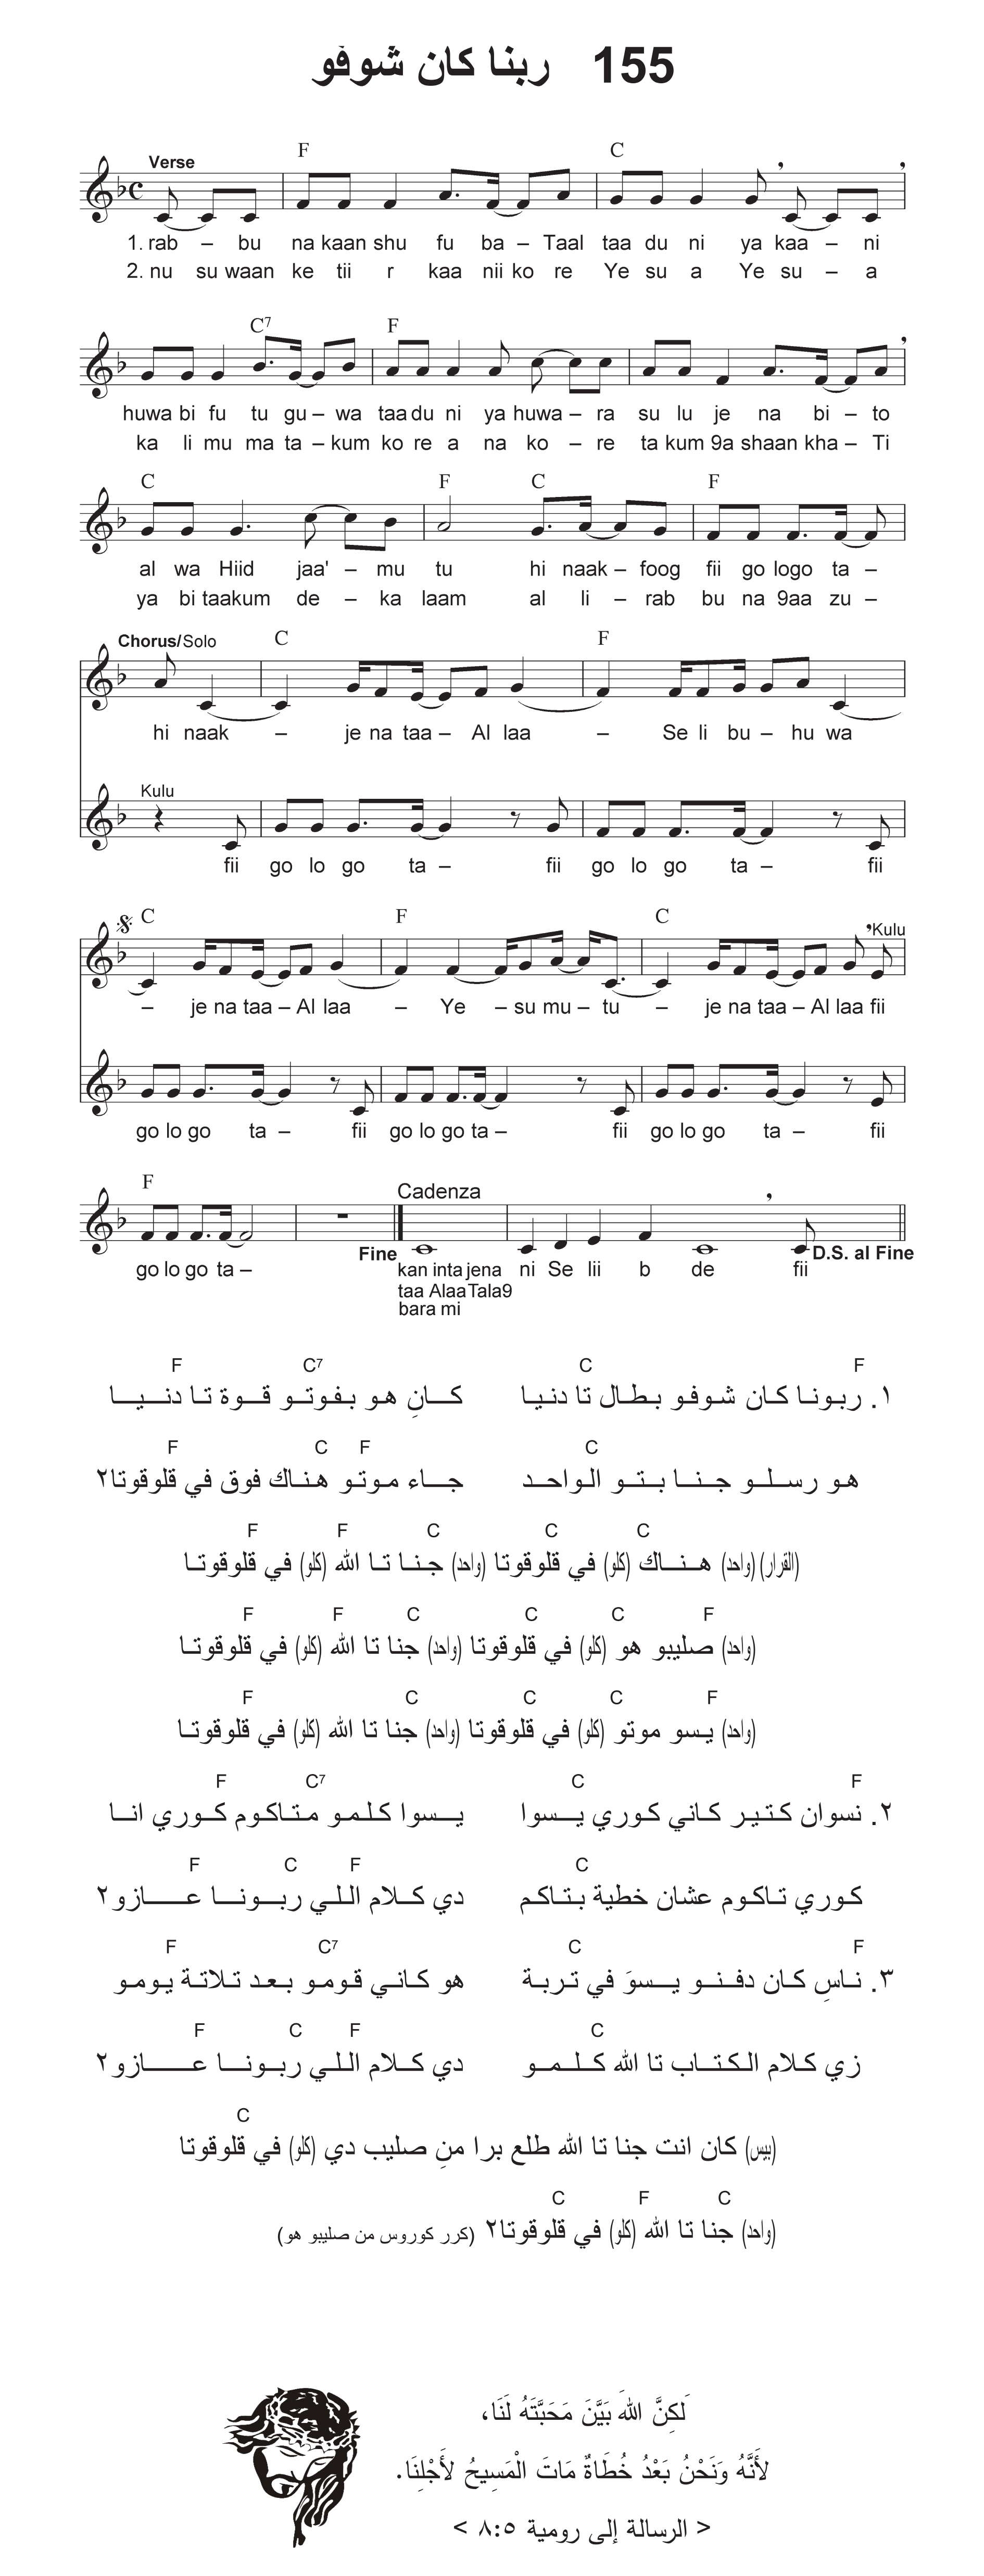 155 ربنا كان شوفو
Verse
F C
1. rab – bu na kaan shu fu ba – Taal taa du ni ya kaa – ni
2. nu su waan ke tii r kaa nii ko re Ye su a Ye su – a
C7 F
huwa bi fu tu gu – wa taa du ni ya huwa – ra su lu je na bi – to
ka li mu ma ta – kum ko re a na ko – re ta kum 9a shaan kha – Ti
C F C F
al wa Hiid jaa' – mu tu hi naak – foog fii go logo ta –
ya bi taakum de – ka laam al li – rab bu na 9aa zu –
Chorus/Solo C F
hi naak – je na taa – Al laa – Se li bu – hu wa
Kulu
fii go lo go ta – fii go lo go ta – fii
C F C Kulu
– je na taa – Al laa – Ye – su mu – tu – je na taa – Al laa fii
go lo go ta – fii go lo go ta – fii go lo go ta – fii
F Cadenza
Fine D.S. al Fine
go lo go ta – kan inta jena ni Se lii b de fii
taa Alaa Tala9
bara mi
F C7 C F
١. ربونا كان شوفو بطال تا دنيا كانِ هو بفوتو قوة تا دنيا
F C F C
هو رسلو جنا بتو الواحد جاء موتو هناك فوق في قلوقوتا٢
F F C C C
(القرار) (واحد) هناك (كلو) في قلوقوتا (واحد) جنا تا الله (كلو) في قلوقوتا
F F C C C F
(واحد) صليبو هو (كلو) في قلوقوتا (واحد) جنا تا الله (كلو) في قلوقوتا
F C C C F
(واحد) يسو موتو (كلو) في قلوقوتا (واحد) جنا تا الله (كلو) في قلوقوتا
F C7 C F
٢. نسوان كتير كاني كوري يسوا يسوا كلمو متاكوم كوري انا
F C F C
كوري تاكوم عشان خطية بتاكم دي كلام اللي ربونا عازو٢
F C7 C F
٣. ناسِ كان دفنو يسوَ في تربة هو كاني قومو بعد تلاتة يومو
F C F C
زي كلام الكتاب تا الله كلمو دي كلام اللي ربونا عازو٢
C
(بيس) كان انت جنا تا الله طلع برا منِ صليب دي (كلو) في قلوقوتا
C F C
(واحد) جنا تا الله (كلو) في قلوقوتا٢ (كرر كوروس من صليبو هو)
لَكِنَّ اللهَ بَيَّنَ مَحَبَّتَهُ لَنَا،
لأَنَّهُ وَنَحْنُ بَعْدُ خُطَاةٌ مَاتَ الْمَسِيحُ لأَجْلِنَا.
< الرسالة إلى رومية ٨:٥ >